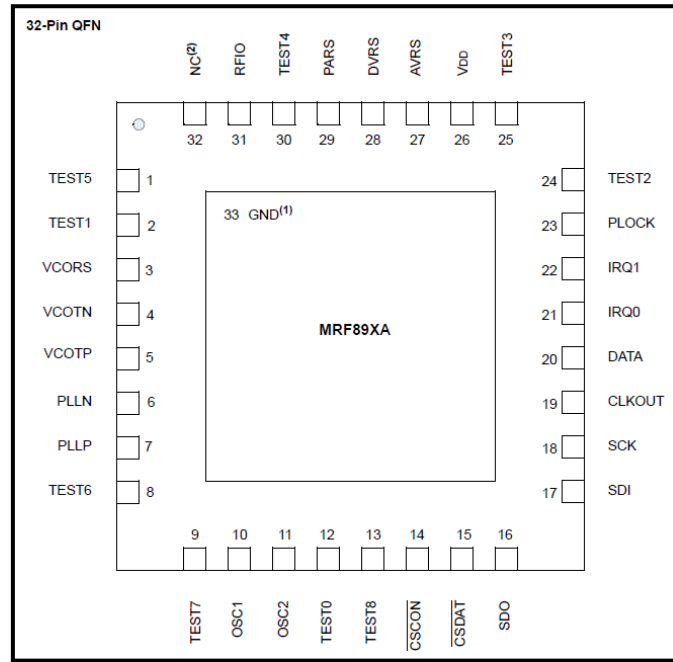 32-Pin QFN
NC(2) RFIO TEST4 PARS DVRS AVRS VDD TEST3
32 31 30 29 28 27 26 25
TEST5 1
TEST1 2
VCORS 3
VCOTN 4
VCOTP 5
PLLN 6
PLLP 7
TEST6 8
33 GND(1)
MRF89XA
24 TEST2
23 PLOCK
22 IRQ1
21 IRQ0
20 DATA
19 CLKOUT
18 SCK
17 SDI
9 10 11 12 13 14 15 16
TEST7 OSC1 OSC2 TEST0 TEST8 CSCON CSDAT SDO